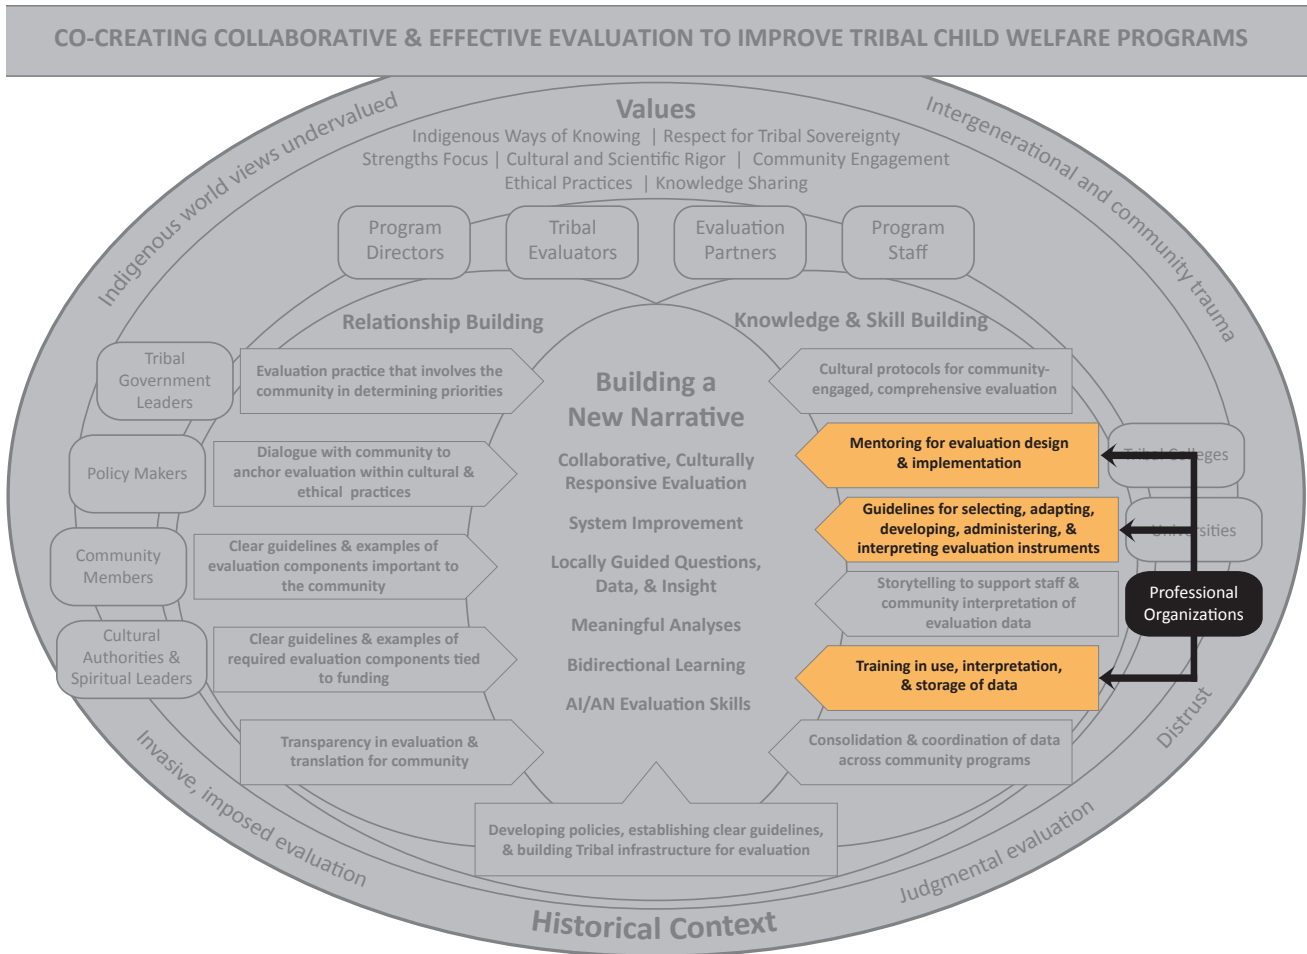 CO-CREATING COLLABORATIVE & EFFECTIVE EVALUATION TO IMPROVE TRIBAL CHILD WELFARE PROGRAMS
Indigenous world views undervalued
Intergenerational and community trauma
Values
Indigenous Ways of Knowing | Respect for Tribal Sovereignty
Strengths Focus | Cultural and Scientific Rigor | Community Engagement
Ethical Practices | Knowledge Sharing
Program
Directors
Tribal
Evaluators
Evaluation
Partners
Program
Staff
Relationship Building
Knowledge & Skill Building
Tribal
Government
Leaders
Policy Makers
Community
Members
Cultural
Authorities &
Spiritual Leaders
Evaluation practice that involves the
community in determining priorities
Dialogue with community to
anchor evaluation within cultural &
ethical practices
Clear guidelines & examples of
evaluation components important to
the community
Clear guidelines & examples of
required evaluation components tied
to funding
Transparency in evaluation &
translation for community
Building a
New Narrative
Collaborative, Culturally
Responsive Evaluation
System Improvement
Locally Guided Questions,
Data, & Insight
Meaningful Analyses
Bidirectional Learning
AI/AN Evaluation Skills
Cultural protocols for community-
engaged, comprehensive evaluation
Mentoring for evaluation design
& implementation
Guidelines for selecting, adapting,
developing, administering, &
interpreting evaluation instruments
Storytelling to support staff &
community interpretation of
evaluation data
Training in use, interpretation,
& storage of data
Consolidation & coordination of data
across community programs
Tribal Colleges
Universities
Professional
Organizations
Developing policies, establishing clear guidelines,
& building Tribal infrastructure for evaluation
Invasive, imposed evaluation
Distrust
Judgmental evaluation
Historical Context